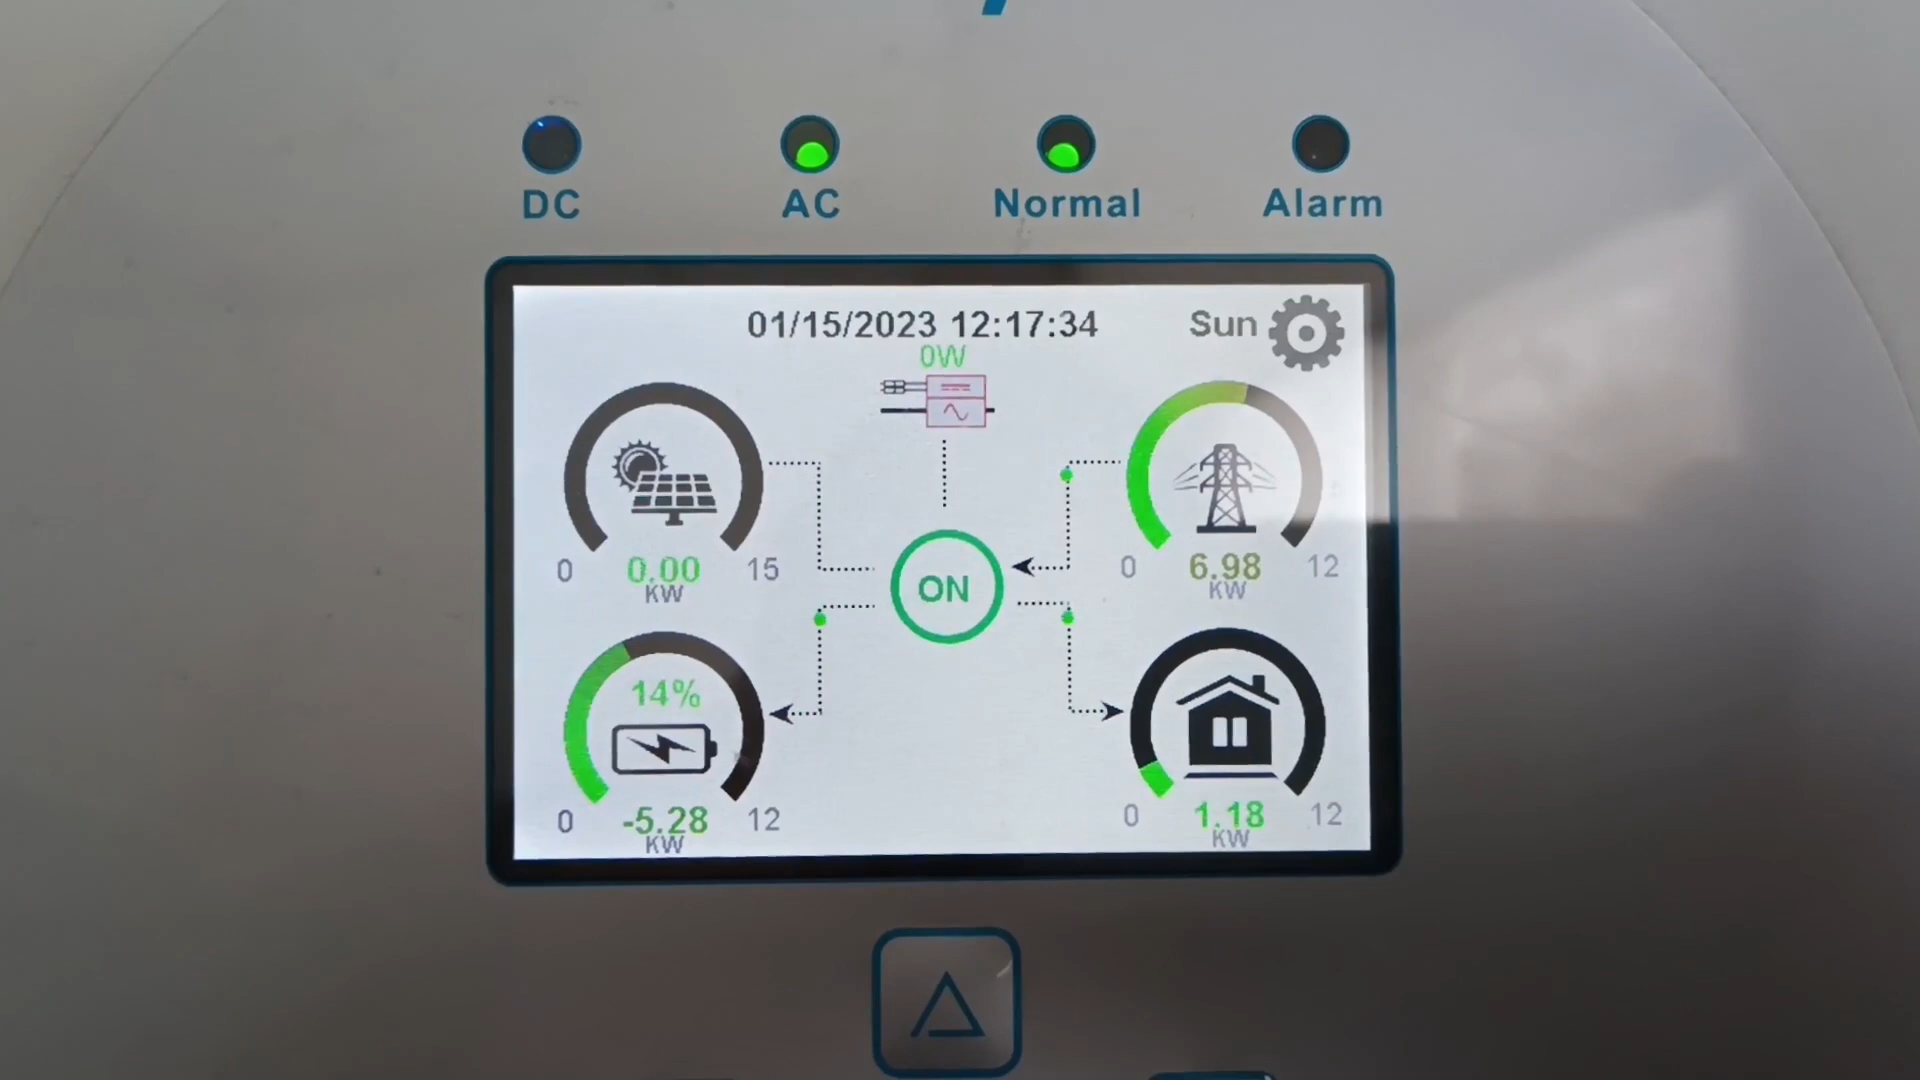 DC AC Normal Alarm
01/15/2023 12:17:34 Sun
0W
0 0.00 15
KW
0 6.98 12
KW
ON
14%
0 -5.28 12
KW
0 1.18 12
KW